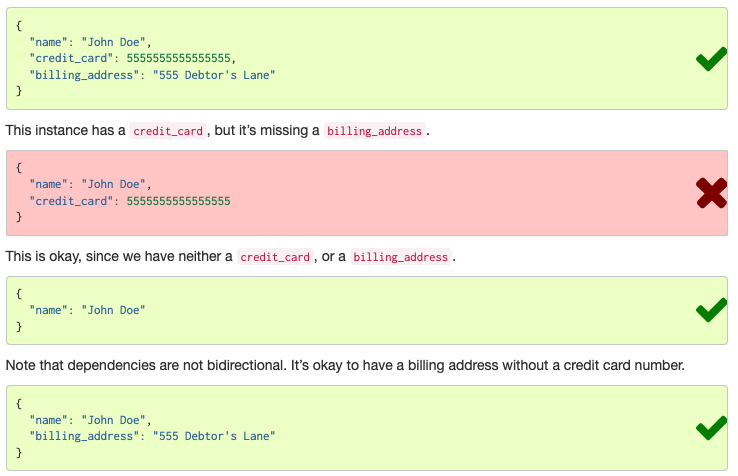 {
  "name": "John Doe",
  "credit_card": 5555555555555555,
  "billing_address": "555 Debtor's Lane"
}
This instance has a credit_card, but it’s missing a billing_address.
{
  "name": "John Doe",
  "credit_card": 5555555555555555
}
This is okay, since we have neither a credit_card, or a billing_address.
{
  "name": "John Doe"
}
Note that dependencies are not bidirectional. It’s okay to have a billing address without a credit card number.
{
  "name": "John Doe",
  "billing_address": "555 Debtor's Lane"
}